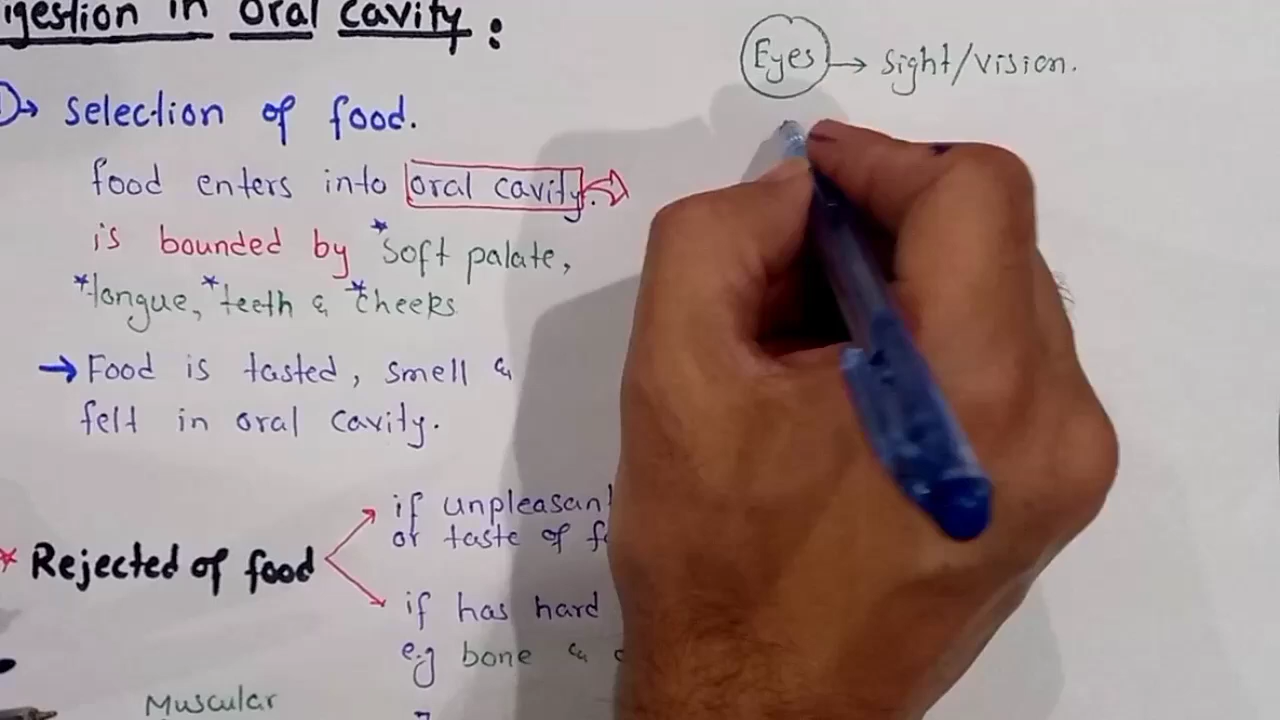 igestion in oral cavity:
1→ selection of food.
food enters into oral cavity.
is bounded by *soft palate,
*tongue, *teeth & *cheeks
→ Food is tasted, smell &
felt in oral cavity.
* Rejected of food
if unpleasant
or taste of
if has hard
e.g bone &
Muscular
Eyes → sight/vision.